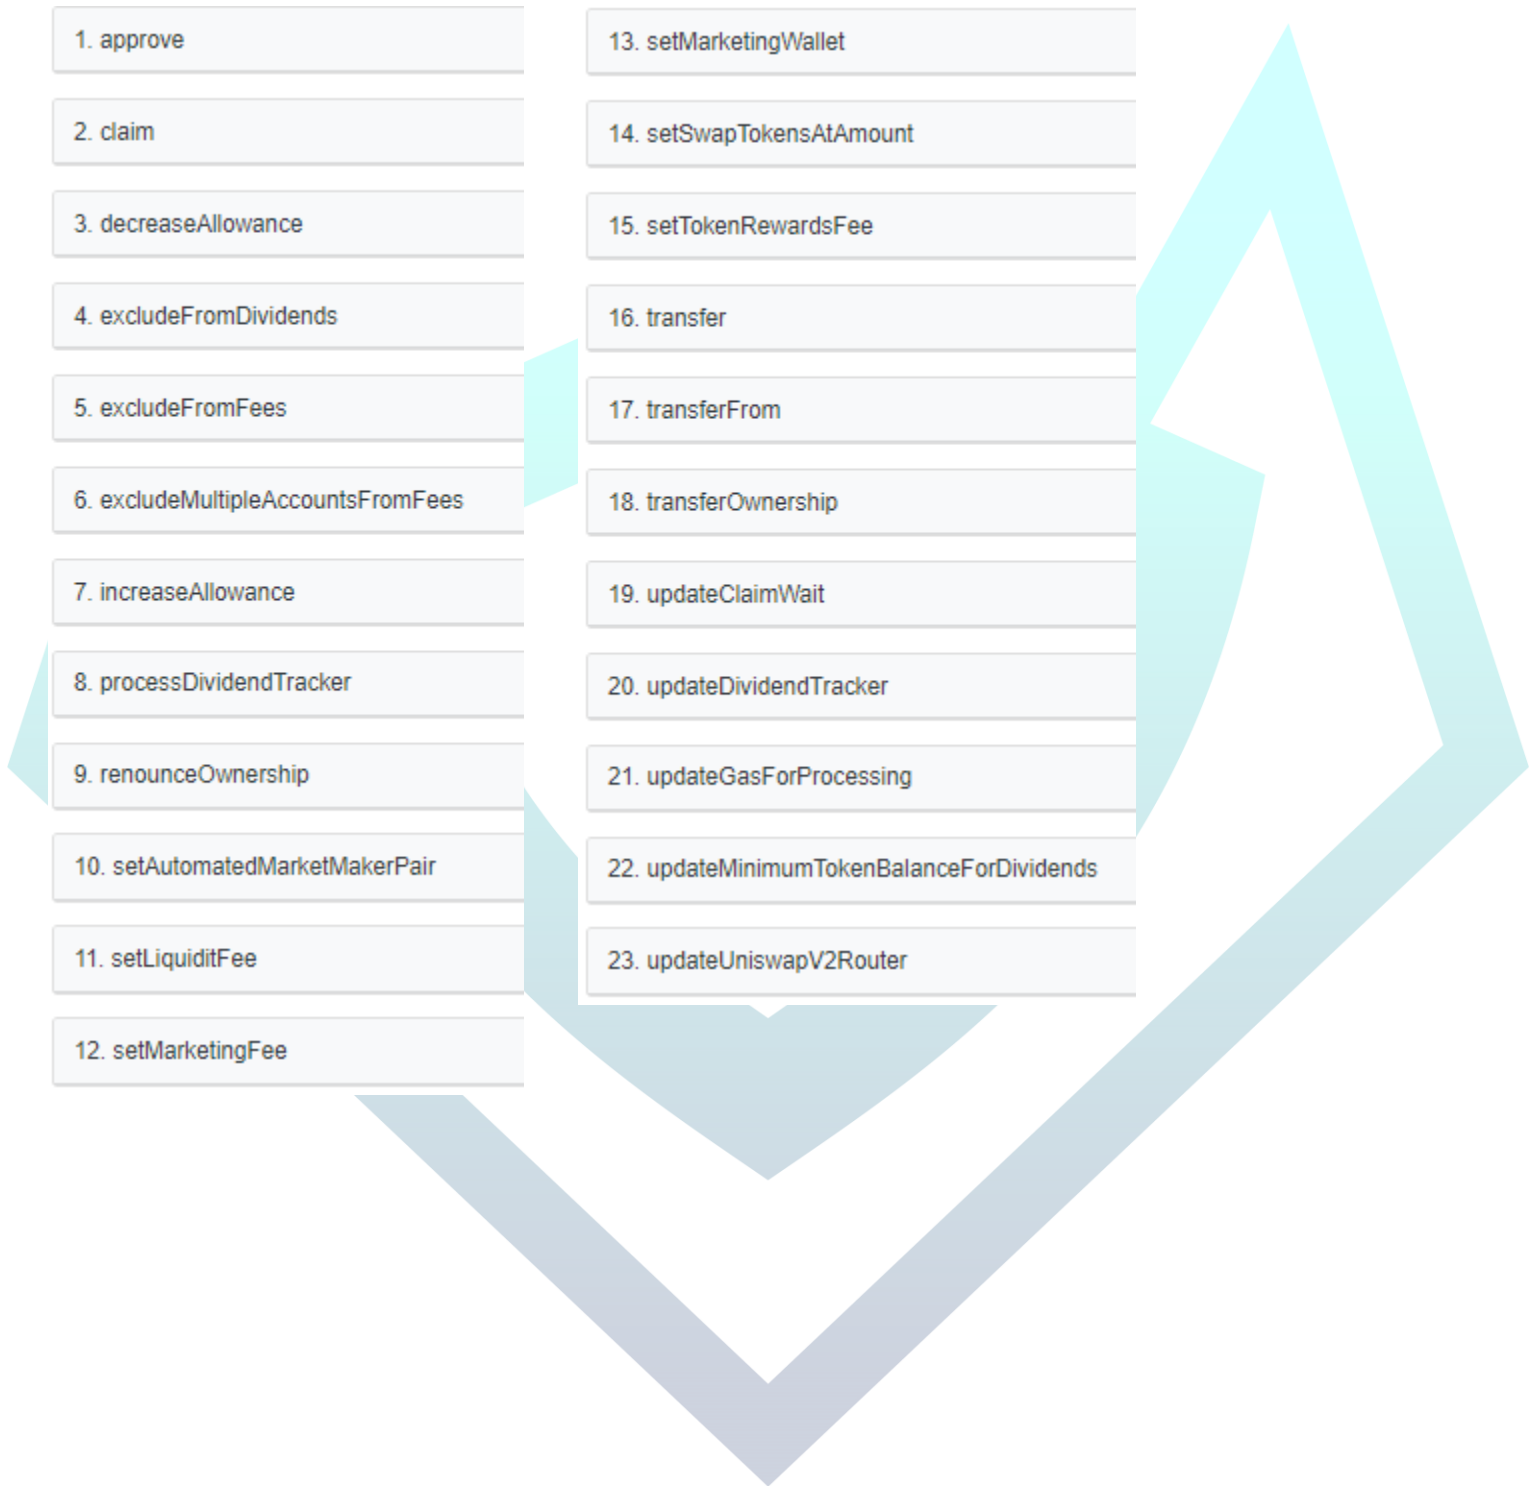 1. approve
2. claim
3. decreaseAllowance
4. excludeFromDividends
5. excludeFromFees
6. excludeMultipleAccountsFromFees
7. increaseAllowance
8. processDividendTracker
9. renounceOwnership
10. setAutomatedMarketMakerPair
11. setLiquiditFee
12. setMarketingFee
13. setMarketingWallet
14. setSwapTokensAtAmount
15. setTokenRewardsFee
16. transfer
17. transferFrom
18. transferOwnership
19. updateClaimWait
20. updateDividendTracker
21. updateGasForProcessing
22. updateMinimumTokenBalanceForDividends
23. updateUniswapV2Router